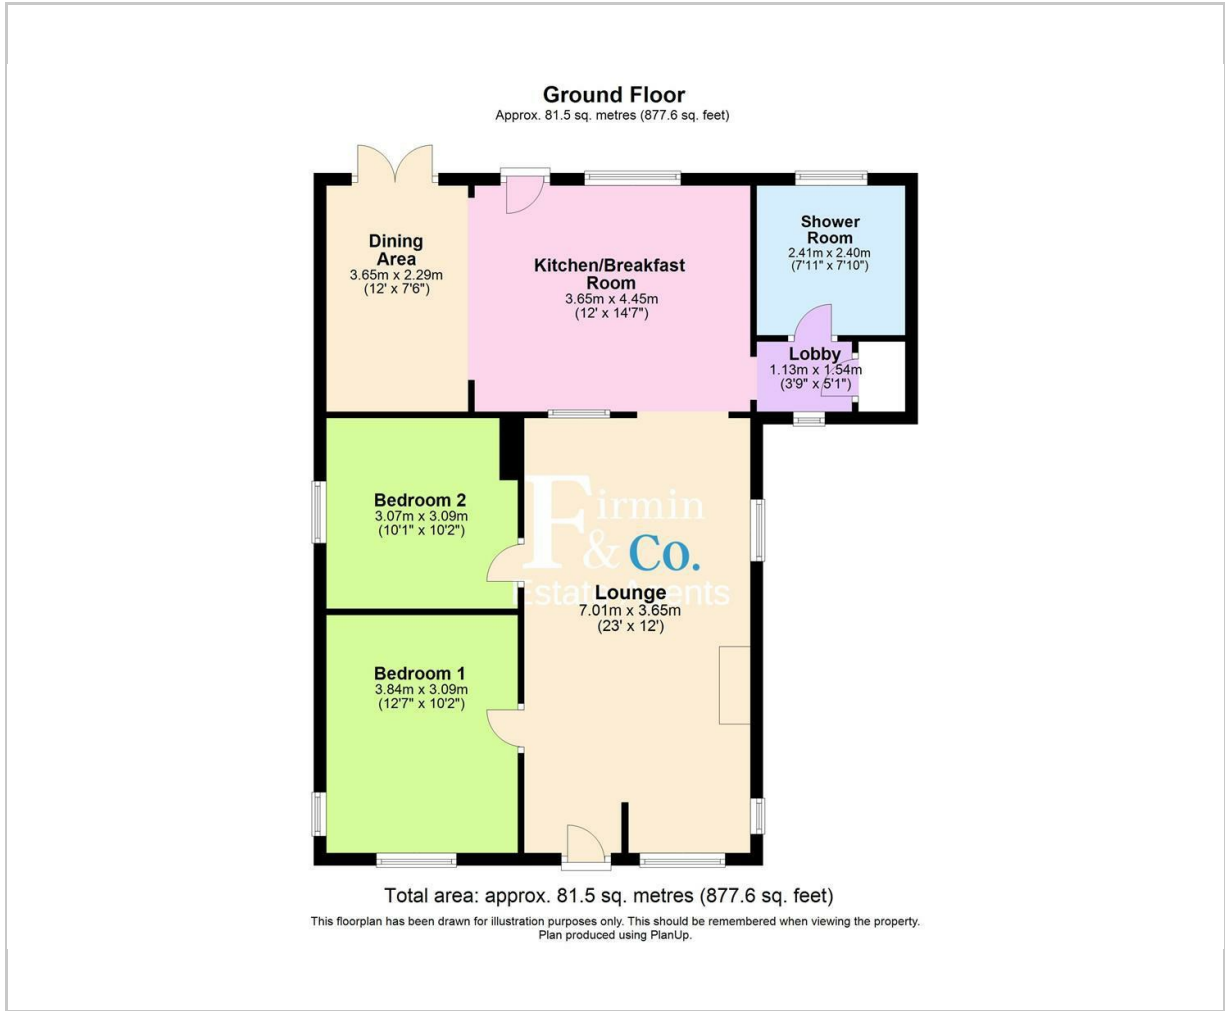 Ground Floor
Approx. 81.5 sq. metres (877.6 sq. feet)
Dining
Area
3.65m x 2.29m
(12' x 7'6")
Kitchen/Breakfast
Room
3.65m x 4.45m
(12' x 14'7")
Shower
Room
2.41m x 2.40m
(7'11" x 7'10")
Lobby
1.13m x 1.54m
(3'9" x 5'1")
Bedroom 2
3.07m x 3.09m
(10'1" x 10'2")
Firmin
& Co.
Estate Agents
Lounge
7.01m x 3.65m
(23' x 12')
Bedroom 1
3.84m x 3.09m
(12'7" x 10'2")
Total area: approx. 81.5 sq. metres (877.6 sq. feet)
This floorplan has been drawn for illustration purposes only. This should be remembered when viewing the property.
Plan produced using PlanUp.